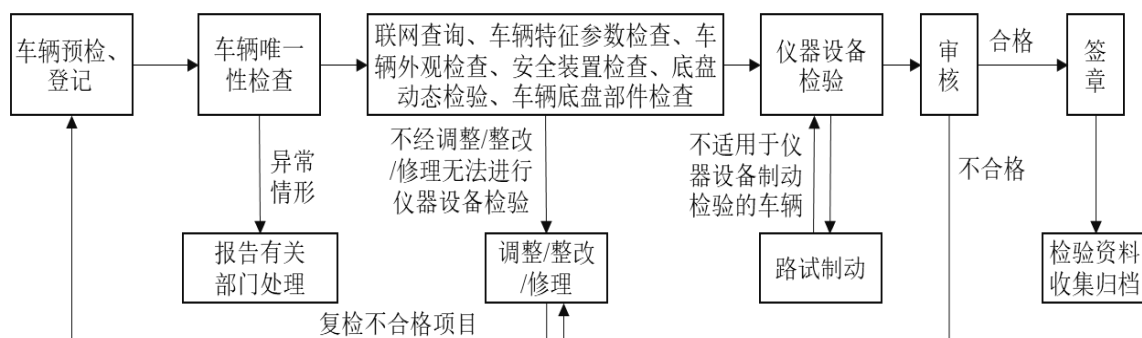 车辆预检、
登记
车辆唯一
性检查
联网查询、车辆特征参数检查、车
辆外观检查、安全装置检查、底盘
动态检验、车辆底盘部件检查
仪器设备
检验
审
核
合格
签
章
异常
情形
不经调整/整改
/修理无法进行
仪器设备检验
不适用于仪
器设备制动
检验的车辆
不合格
报告有关
部门处理
调整/整改
/修理
路试制动
检验资料
收集归档
复检不合格项目